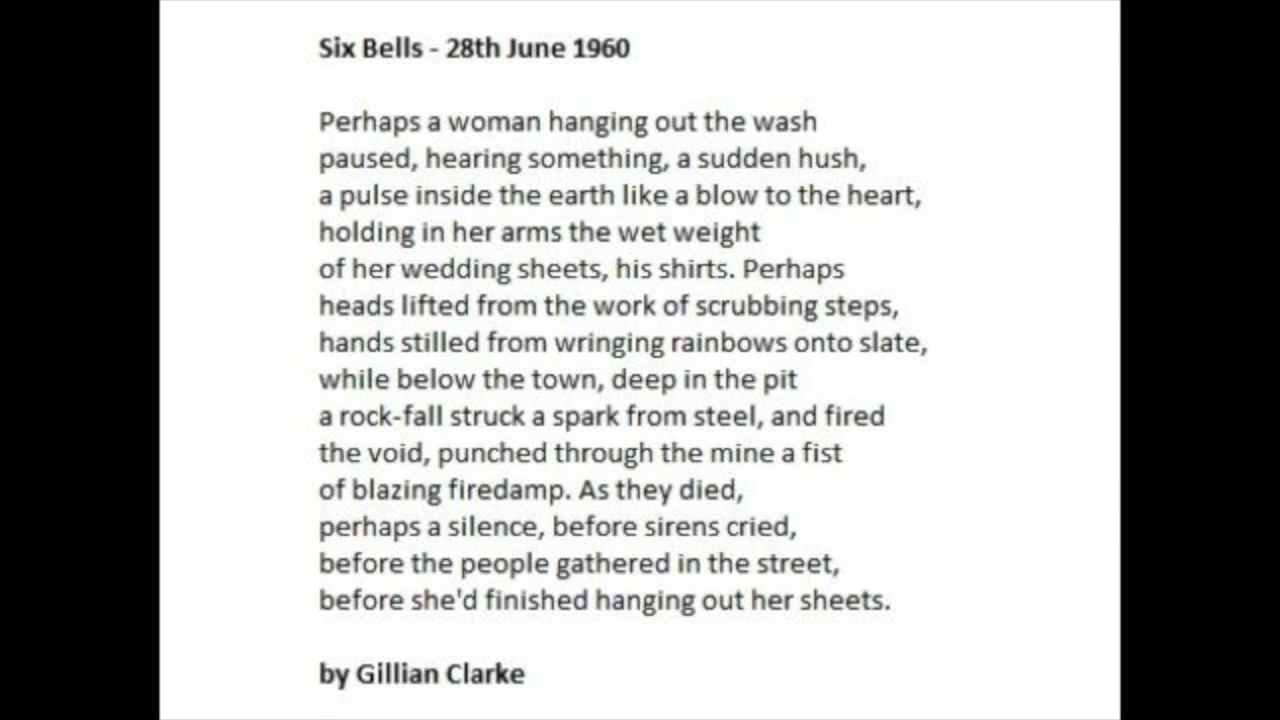 Six Bells - 28th June 1960
Perhaps a woman hanging out the wash
paused, hearing something, a sudden hush,
a pulse inside the earth like a blow to the heart,
holding in her arms the wet weight
of her wedding sheets, his shirts. Perhaps
heads lifted from the work of scrubbing steps,
hands stilled from wringing rainbows onto slate,
while below the town, deep in the pit
a rock-fall struck a spark from steel, and fired
the void, punched through the mine a fist
of blazing firedamp. As they died,
perhaps a silence, before sirens cried,
before the people gathered in the street,
before she'd finished hanging out her sheets.
by Gillian Clarke